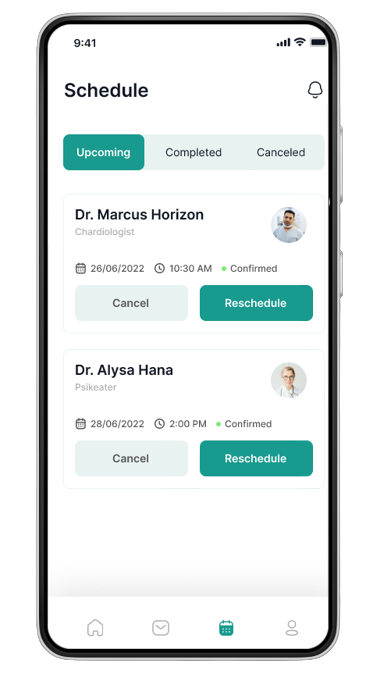 9:41
Schedule
Upcoming Completed Canceled
Dr. Marcus Horizon
Chardiologist
26/06/2022 10:30 AM Confirmed
Cancel Reschedule
Dr. Alysa Hana
Psikeater
28/06/2022 2:00 PM Confirmed
Cancel Reschedule